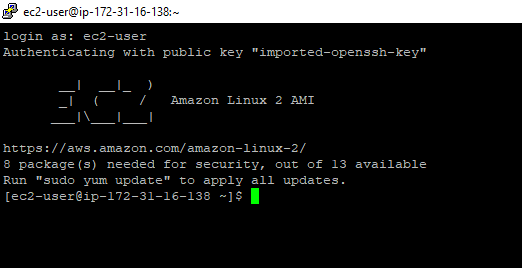 ec2-user@ip-172-31-16-138:~
login as: ec2-user
Authenticating with public key "imported-openssh-key"
       __|  __|_  )
       _|  (     /   Amazon Linux 2 AMI
      ___|\___|___|
https://aws.amazon.com/amazon-linux-2/
8 package(s) needed for security, out of 13 available
Run "sudo yum update" to apply all updates.
[ec2-user@ip-172-31-16-138 ~]$